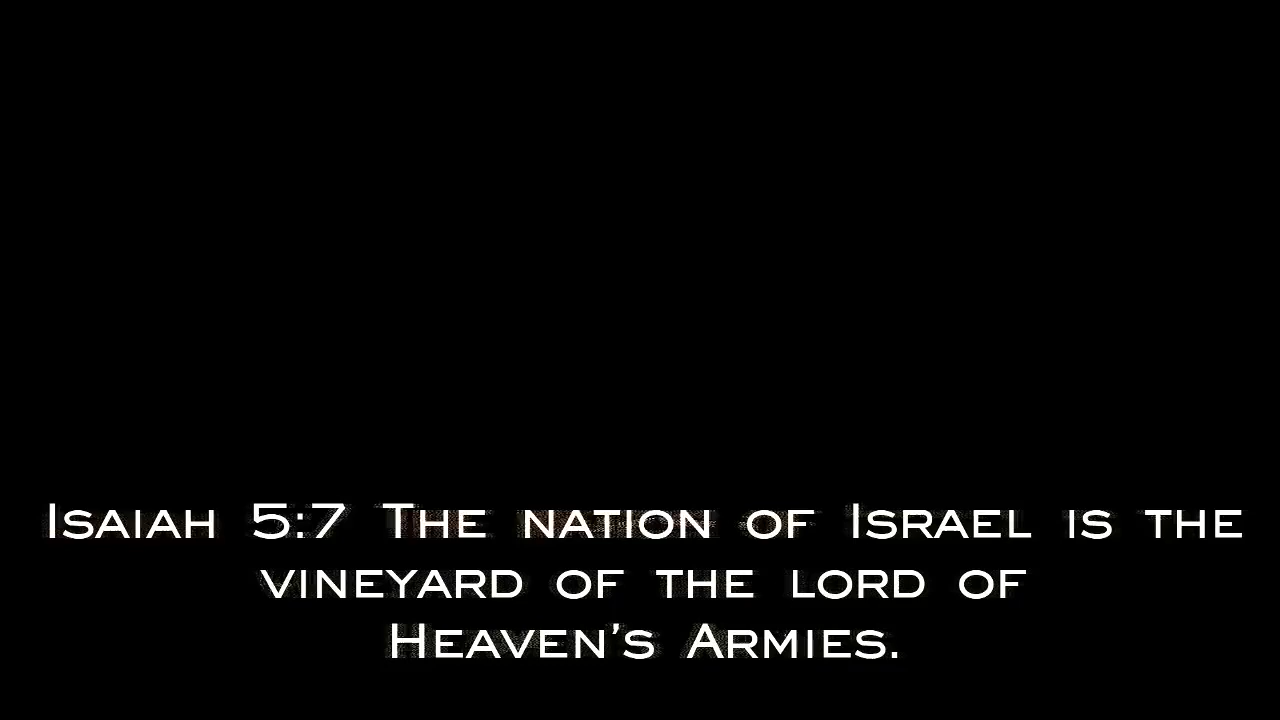 Isaiah 5:7 The nation of Israel is the
vineyard of the Lord of
Heaven's Armies.